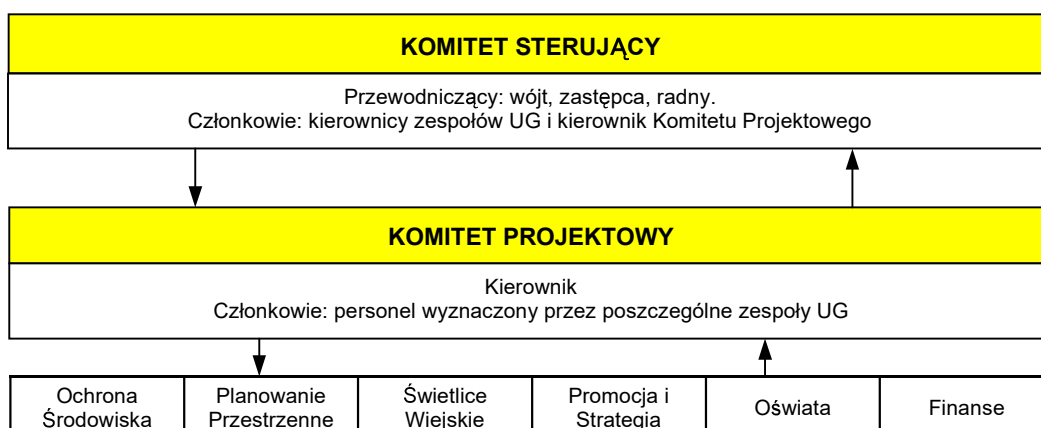 KOMITET STERUJĄCY
Przewodniczący: wójt, zastępca, radny.
Członkowie: kierownicy zespołów UG i kierownik Komitetu Projektowego
KOMITET PROJEKTOWY
Kierownik
Członkowie: personel wyznaczony przez poszczególne zespoły UG
Ochrona
Środowiska
Planowanie
Przestrzenne
Świetlice
Wiejskie
Promocja i
Strategia
Oświata
Finanse